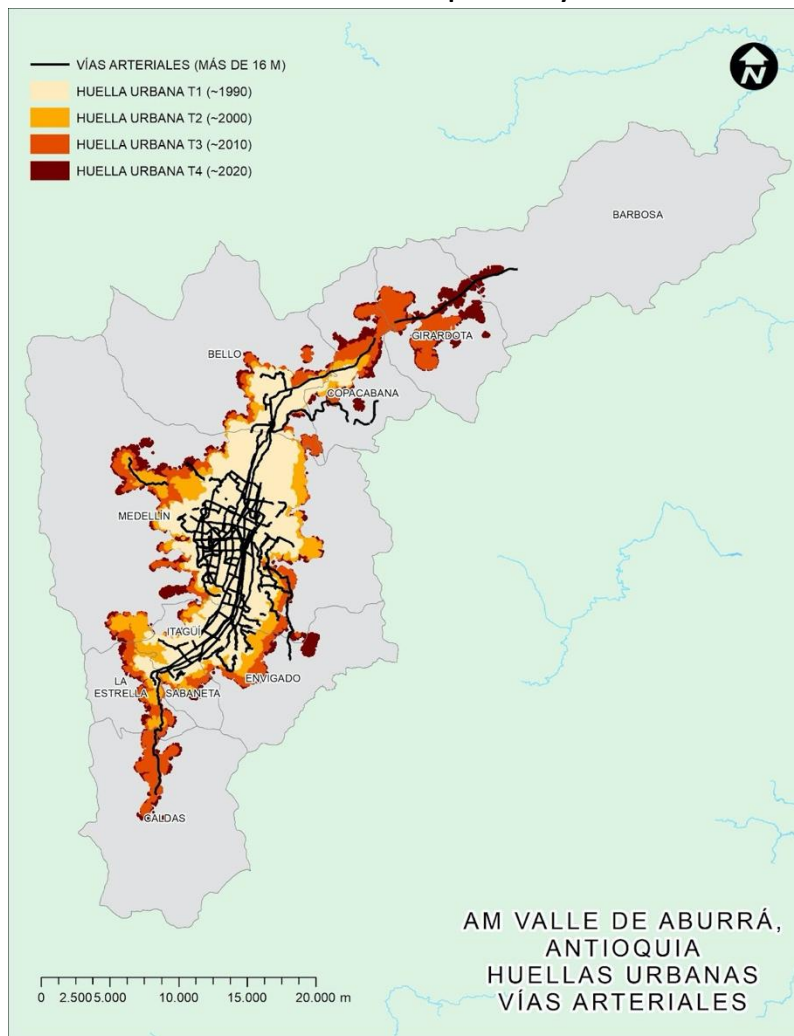 VÍAS ARTERIALES (MÁS DE 16 M)
HUELLA URBANA T1 (~1990)
HUELLA URBANA T2 (~2000)
HUELLA URBANA T3 (~2010)
HUELLA URBANA T4 (~2020)
N
BARBOSA
GIRARDOTA
BELLO
COPACABANA
MEDELLÍN
ITAGÜÍ
LA
ESTRELLA
SABANETA
ENVIGADO
CALDAS
AM VALLE DE ABURRÁ,
ANTIOQUIA
HUELLAS URBANAS
VÍAS ARTERIALES
0 2.500 5.000 10.000 15.000 20.000 m